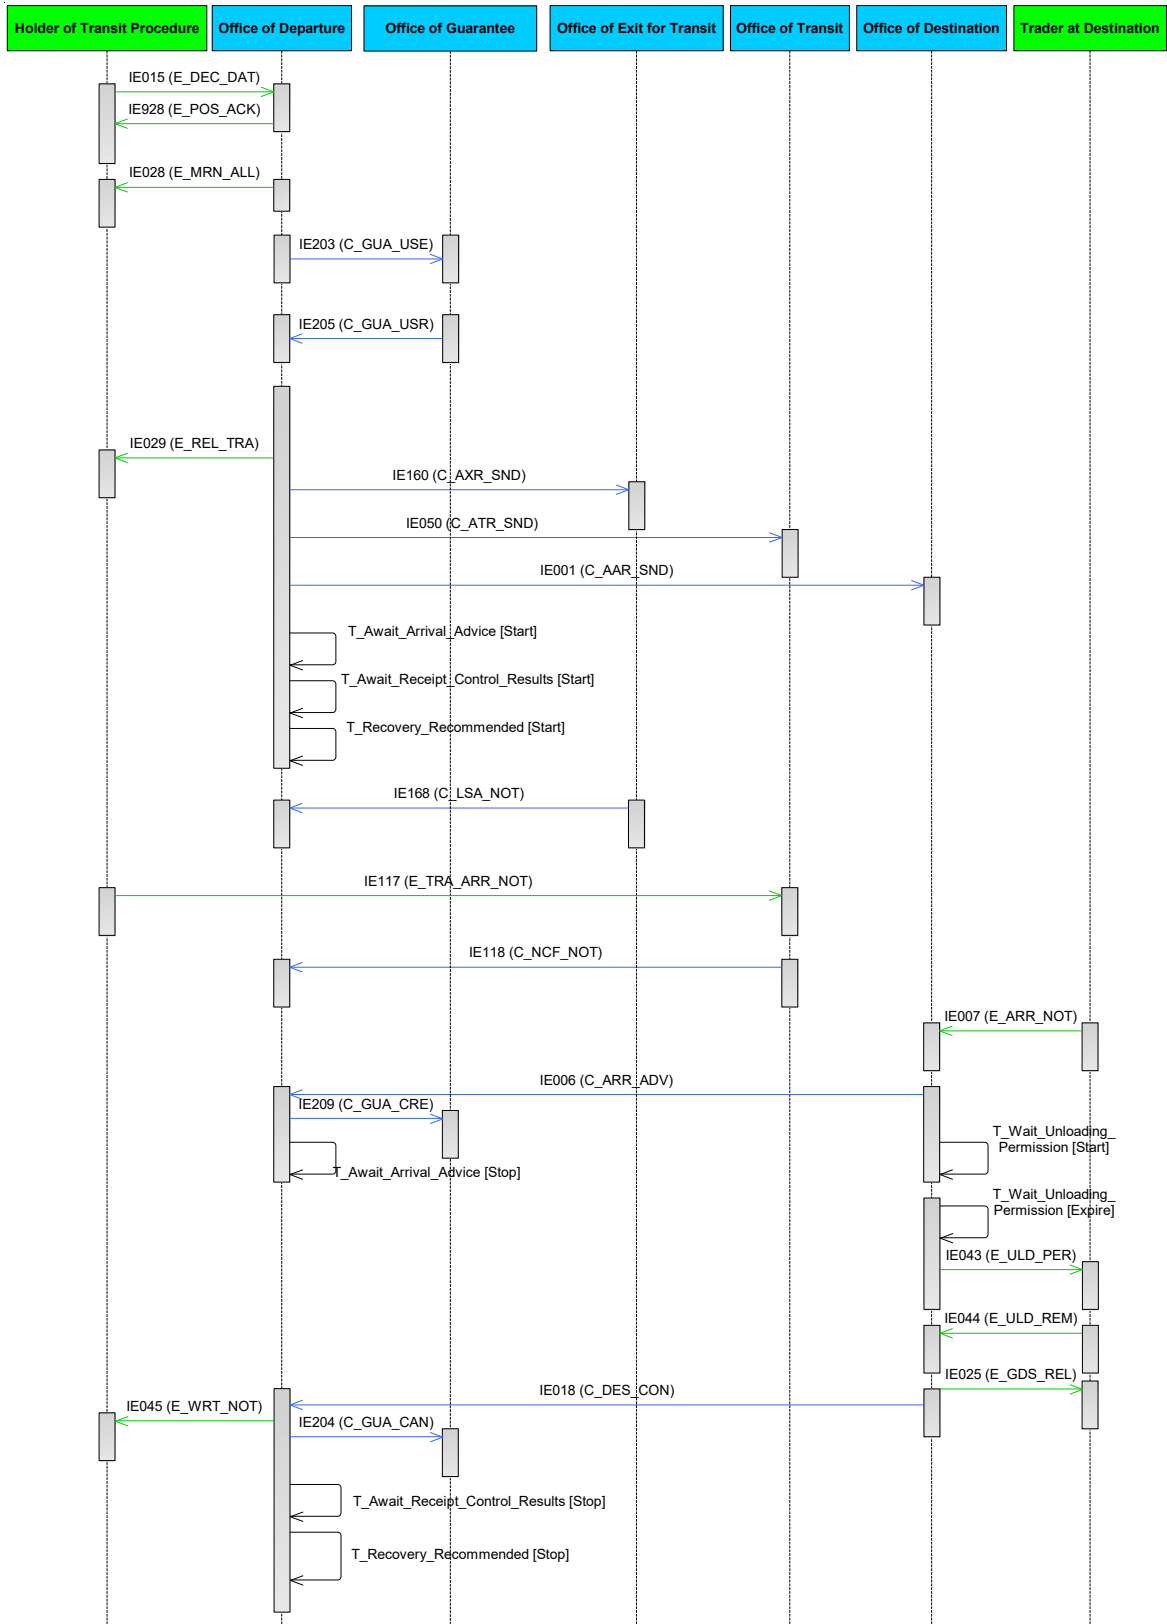 Holder of Transit Procedure
Office of Departure
Office of Guarantee
Office of Exit for Transit
Office of Transit
Office of Destination
Trader at Destination
IE015 (E_DEC_DAT)
IE928 (E_POS_ACK)
IE028 (E_MRN_ALL)
IE203 (C_GUA_USE)
IE205 (C_GUA_USR)
IE029 (E_REL_TRA)
IE160 (C_AXR_SND)
IE050 (C_ATR_SND)
IE001 (C_AAR_SND)
T_Await_Arrival_Advice [Start]
T_Await_Receipt_Control_Results [Start]
T_Recovery_Recommended [Start]
IE168 (C_LSA_NOT)
IE117 (E_TRA_ARR_NOT)
IE118 (C_NCF_NOT)
IE007 (E_ARR_NOT)
IE006 (C_ARR_ADV)
IE209 (C_GUA_CRE)
T_Wait_Unloading_
Permission [Start]
T_Await_Arrival_Advice [Stop]
T_Wait_Unloading_
Permission [Expire]
IE043 (E_ULD_PER)
IE044 (E_ULD_REM)
IE025 (E_GDS_REL)
IE018 (C_DES_CON)
IE045 (E_WRT_NOT)
IE204 (C_GUA_CAN)
T_Await_Receipt_Control_Results [Stop]
T_Recovery_Recommended [Stop]